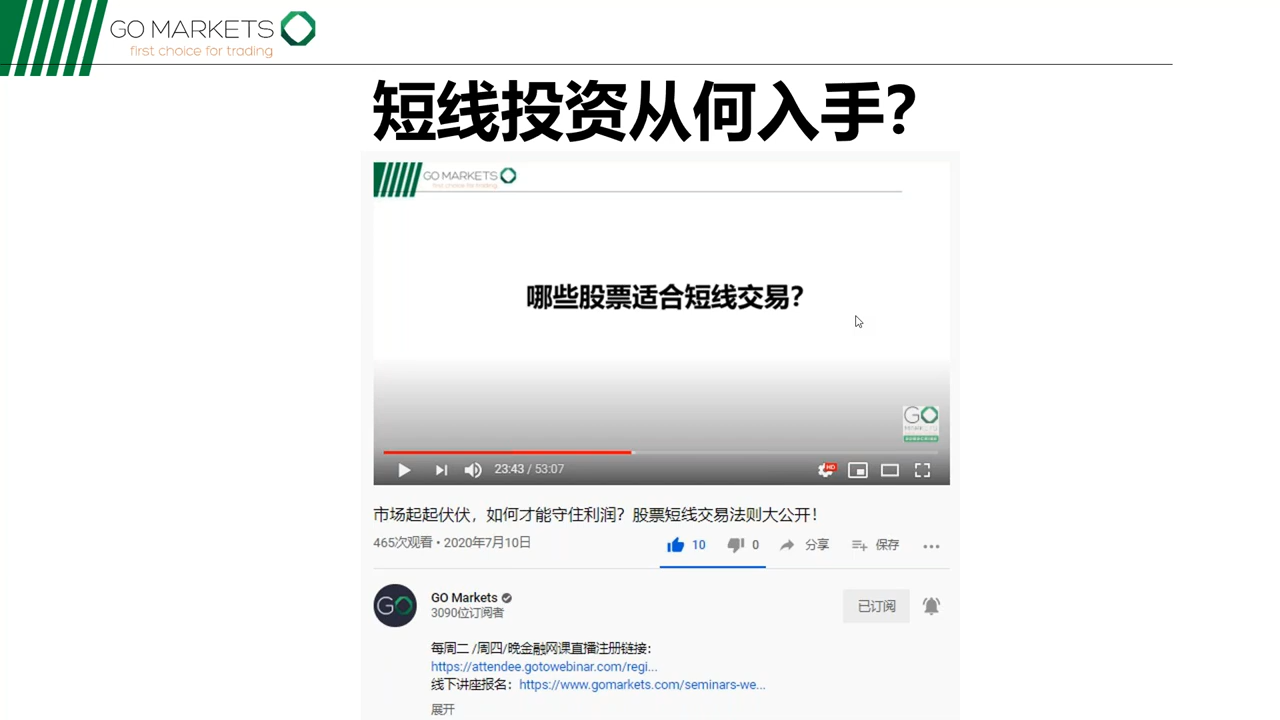 GO MARKETS
first choice for trading
短线投资从何入手?
GO MARKETS
first choice for trading
哪些股票适合短线交易?
GO
23:43 / 53:07
HD
市场起起伏伏，如何才能守住利润？股票短线交易法则大公开！
465次观看 • 2020年7月10日
10
0
分享
保存
GO
GO Markets
3090位订阅者
已订阅
每周二 /周四/晚金融网课直播注册链接：
https://attendee.gotowebinar.com/regi...
线下讲座报名：https://www.gomarkets.com/seminars-we...
展开